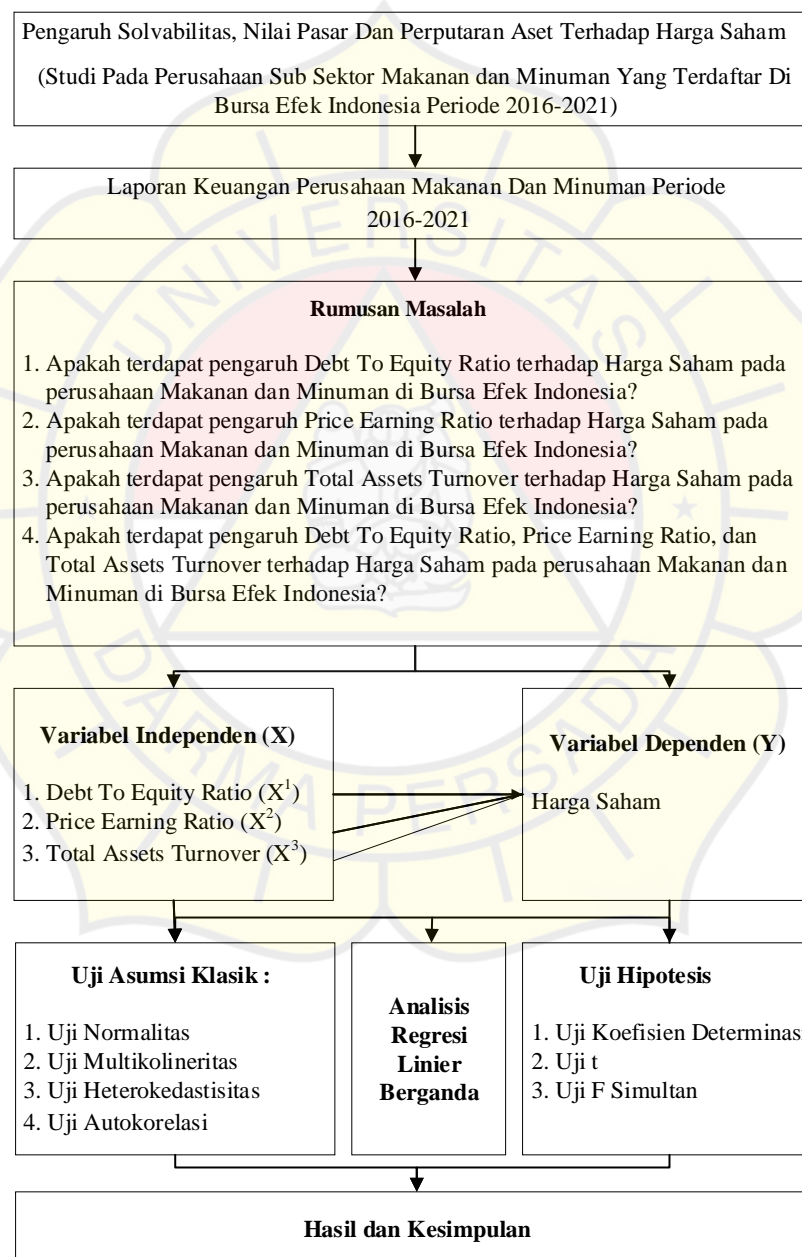 Pengaruh Solvabilitas, Nilai Pasar Dan Perputaran Aset Terhadap Harga Saham
(Studi Pada Perusahaan Sub Sektor Makanan dan Minuman Yang Terdaftar Di
Bursa Efek Indonesia Periode 2016-2021)
Laporan Keuangan Perusahaan Makanan Dan Minuman Periode
2016-2021
Rumusan Masalah
1. Apakah terdapat pengaruh Debt To Equity Ratio terhadap Harga Saham pada
perusahaan Makanan dan Minuman di Bursa Efek Indonesia?
2. Apakah terdapat pengaruh Price Earning Ratio terhadap Harga Saham pada
perusahaan Makanan dan Minuman di Bursa Efek Indonesia?
3. Apakah terdapat pengaruh Total Assets Turnover terhadap Harga Saham pada
perusahaan Makanan dan Minuman di Bursa Efek Indonesia?
4. Apakah terdapat pengaruh Debt To Equity Ratio, Price Earning Ratio, dan
Total Assets Turnover terhadap Harga Saham pada perusahaan Makanan dan
Minuman di Bursa Efek Indonesia?
Variabel Independen (X)
1. Debt To Equity Ratio (X¹)
2. Price Earning Ratio (X²)
3. Total Assets Turnover (X³)
Variabel Dependen (Y)
Harga Saham
Uji Asumsi Klasik :
1. Uji Normalitas
2. Uji Multikolineritas
3. Uji Heterokedastisitas
4. Uji Autokorelasi
Analisis
Regresi
Linier
Berganda
Uji Hipotesis
1. Uji Koefisien Determinasi
2. Uji t
3. Uji F Simultan
Hasil dan Kesimpulan
UNIVERSITAS
DARMA PERSADA